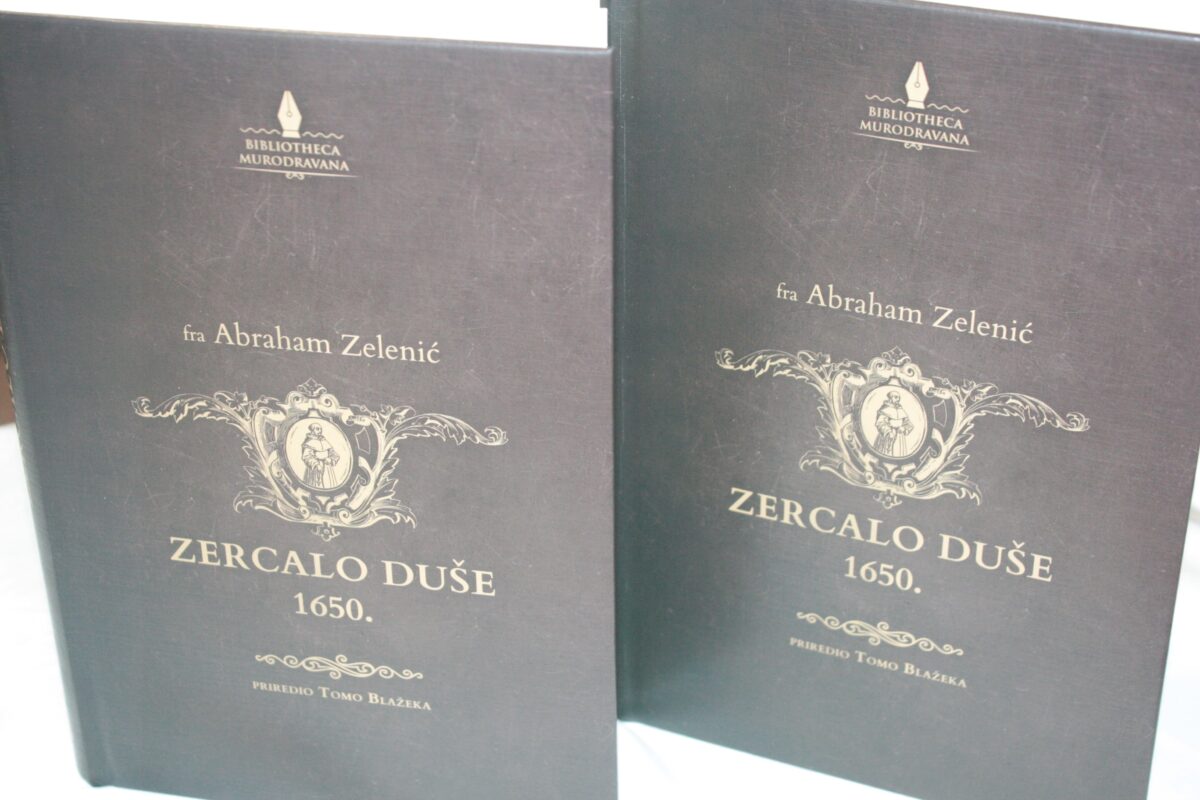 BIBLIOTHECA
MURODRAVANA
fra Abraham Zelenić
ZERCALO DUŠE
1650.
PRIREDIO TOMO BLAŽEKA
BIBLIOTHECA
MURODRAVANA
fra Abraham Zelenić
ZERCALO DUŠE
1650.
PRIREDIO TOMO BLAŽEKA